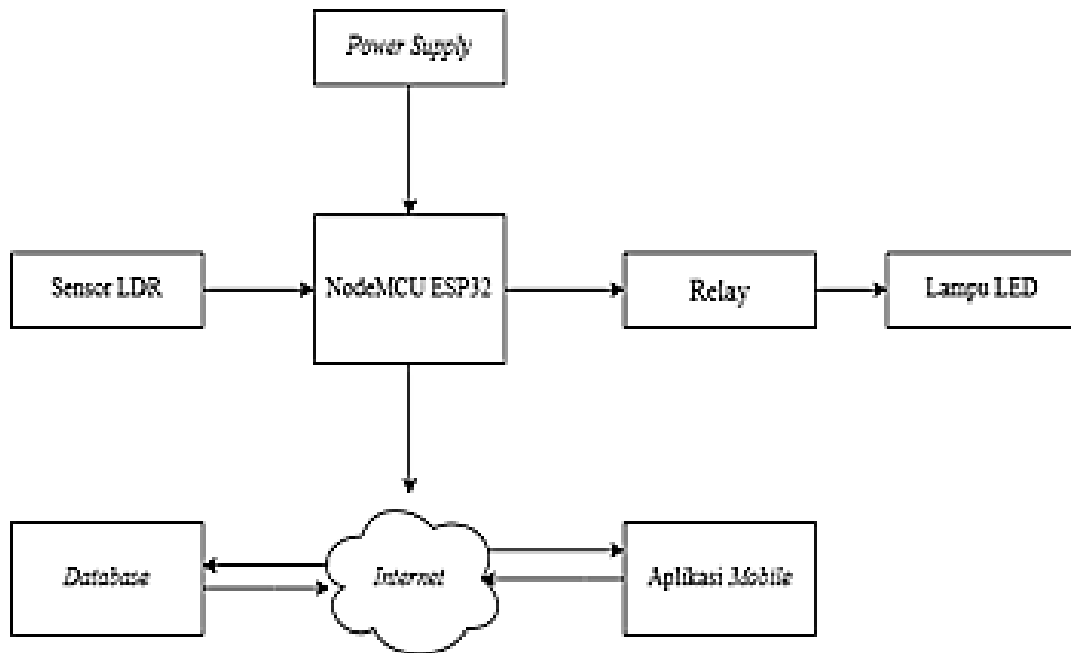 Power Supply
Sensor LDR
NodeMCU ESP32
Relay
Lampu LED
Database
Internet
Aplikasi Mobile